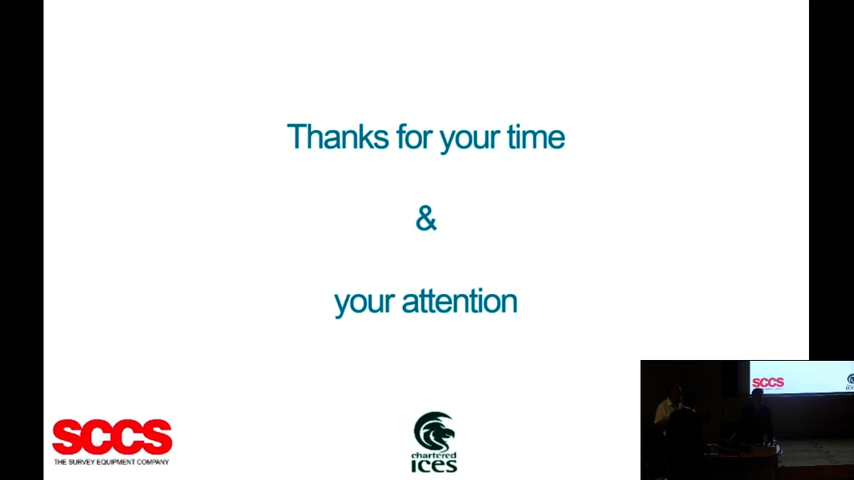 Thanks for your time
&
your attention
SCCS
THE SURVEY EQUIPMENT COMPANY
chartered
ices
SCCS